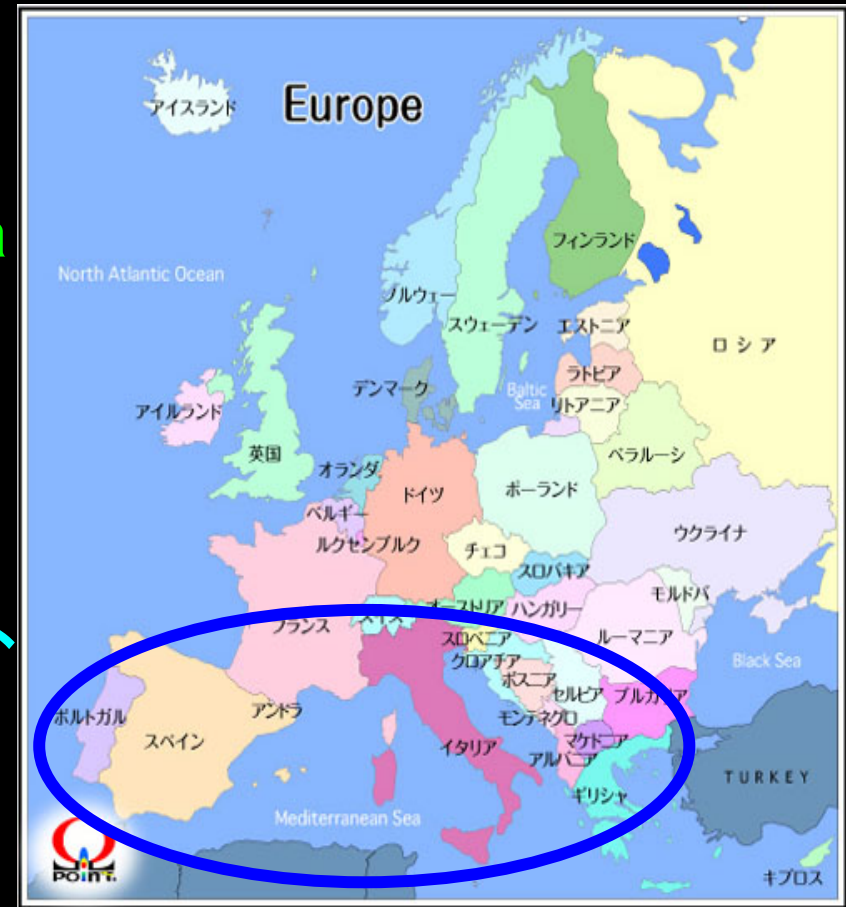 Europe
アイスランド
フィンランド
North Atlantic Ocean
ノルウェー
スウェーデン
エストニア
ロシア
ラトビア
デンマーク
Baltic
Sea
リトアニア
アイルランド
英国
ベラルーシ
オランダ
ドイツ
ポーランド
ベルギー
ウクライナ
ルクセンブルク
チェコ
スロバキア
モルドバ
オーストリア
ハンガリー
スイス
フランス
ルーマニア
スロベニア
クロアチア
Black Sea
ボスニア
セルビア
ブルガリア
アンドラ
ポルトガル
モンテネグロ
スペイン
イタリア
マケドニア
アルバニア
TURKEY
ギリシャ
Mediterranean Sea
POINT.
キプロス